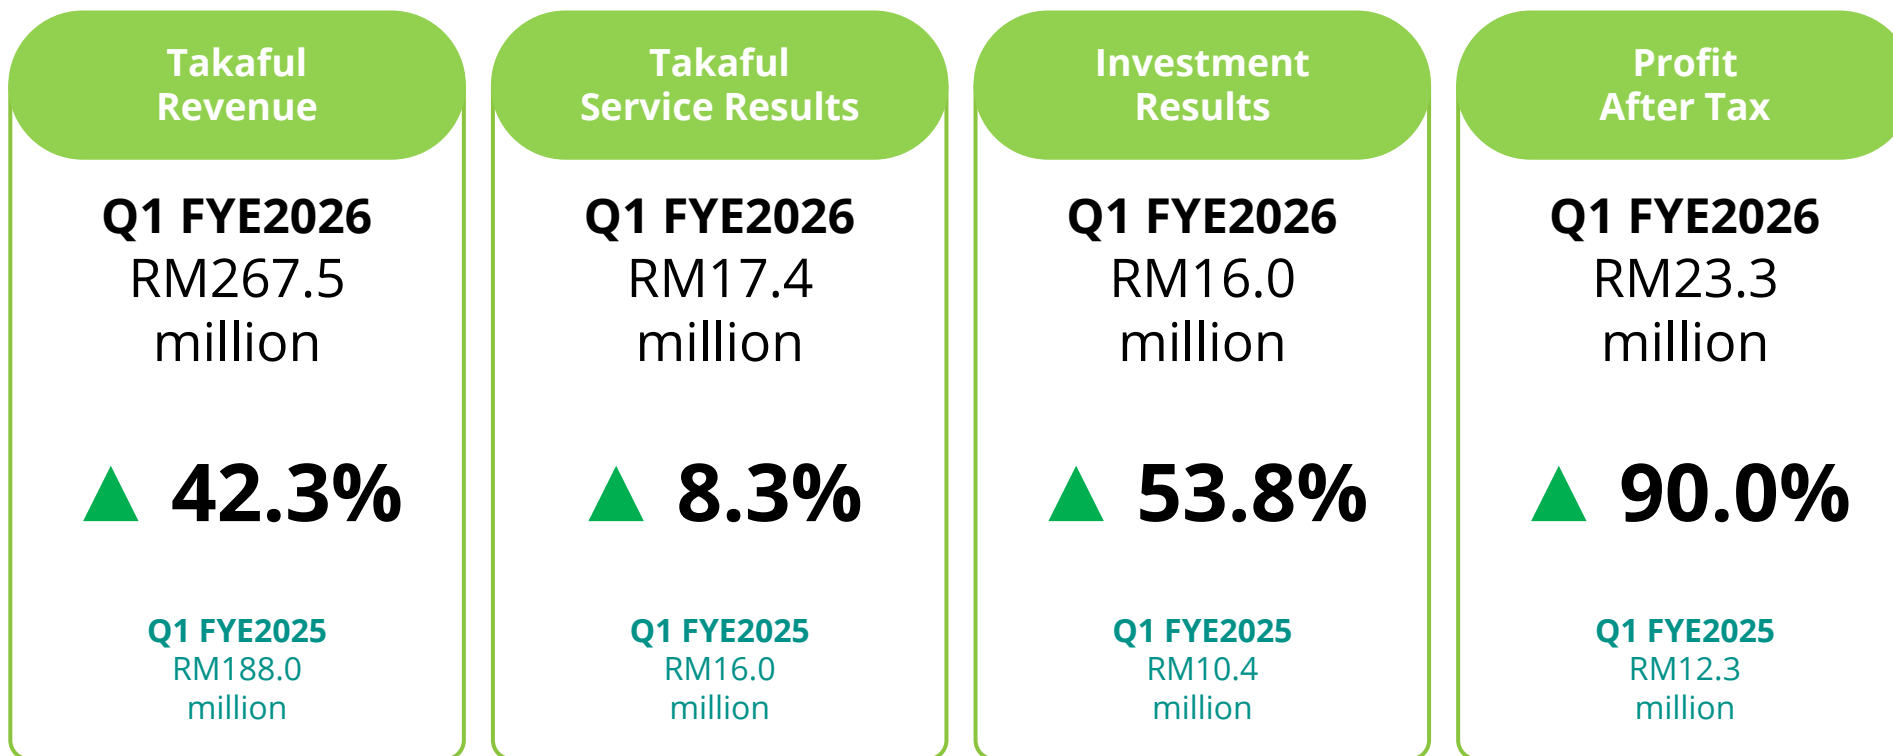 Takaful
Revenue
Q1 FYE2026
RM267.5
million
▲ 42.3%
Q1 FYE2025
RM188.0
million
Takaful
Service Results
Q1 FYE2026
RM17.4
million
▲ 8.3%
Q1 FYE2025
RM16.0
million
Investment
Results
Q1 FYE2026
RM16.0
million
▲ 53.8%
Q1 FYE2025
RM10.4
million
Profit
After Tax
Q1 FYE2026
RM23.3
million
▲ 90.0%
Q1 FYE2025
RM12.3
million